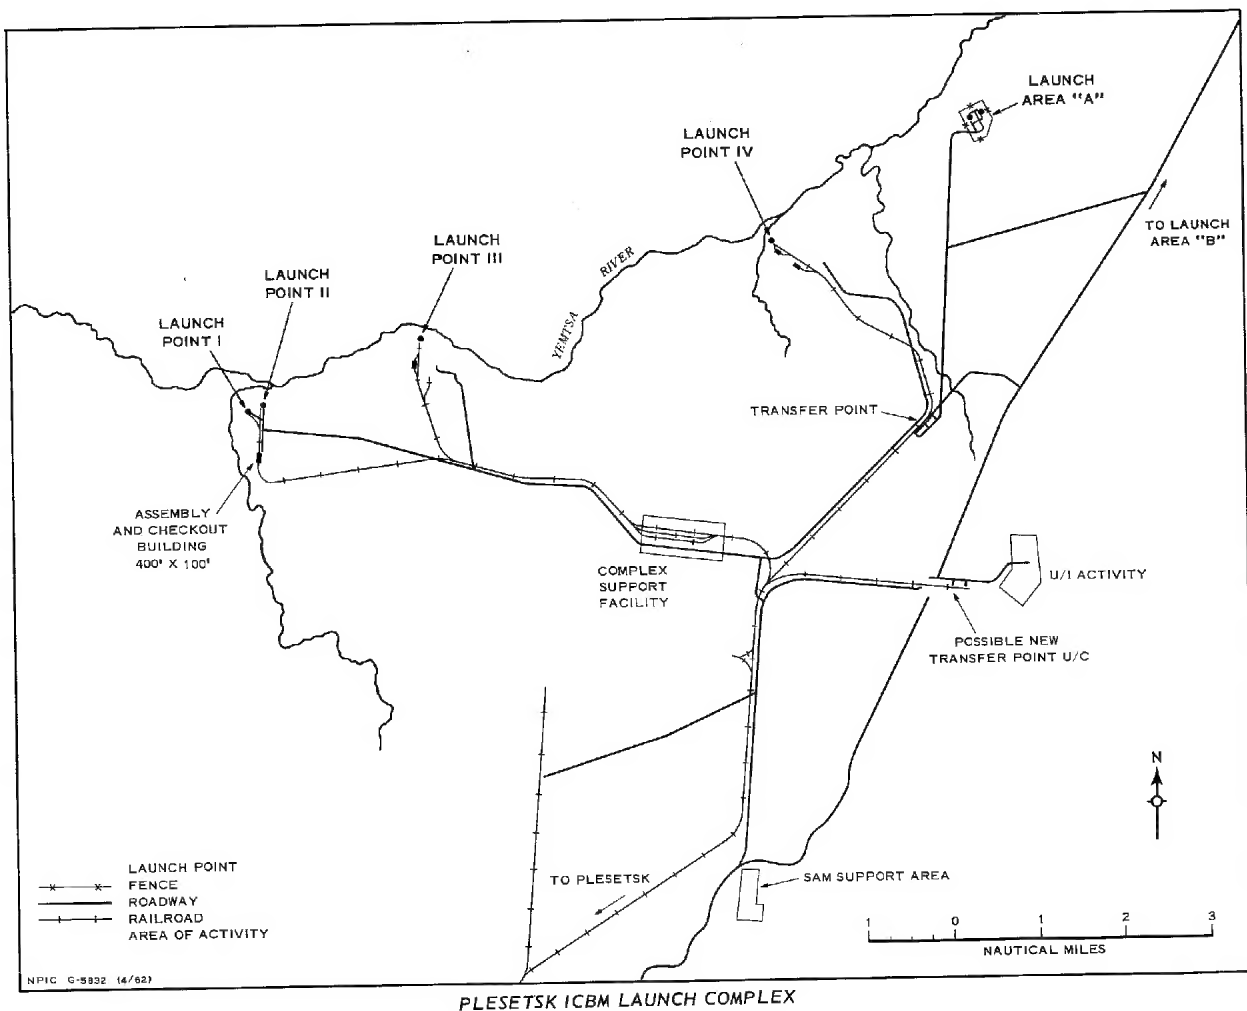 LAUNCH
AREA "A"
LAUNCH
POINT IV
TO LAUNCH
AREA "B"
LAUNCH
POINT III
RIVER
YEMTSA
LAUNCH
POINT II
LAUNCH
POINT I
TRANSFER POINT
ASSEMBLY
AND CHECKOUT
BUILDING
400' X 100'
COMPLEX
SUPPORT
FACILITY
U/I ACTIVITY
POSSIBLE NEW
TRANSFER POINT U/C
N
LAUNCH POINT
FENCE
ROADWAY
RAILROAD
AREA OF ACTIVITY
TO PLESETSK
SAM SUPPORT AREA
1 0 1 2 3
NAUTICAL MILES
NPIC G-5832 (4/62)
PLESETSK ICBM LAUNCH COMPLEX